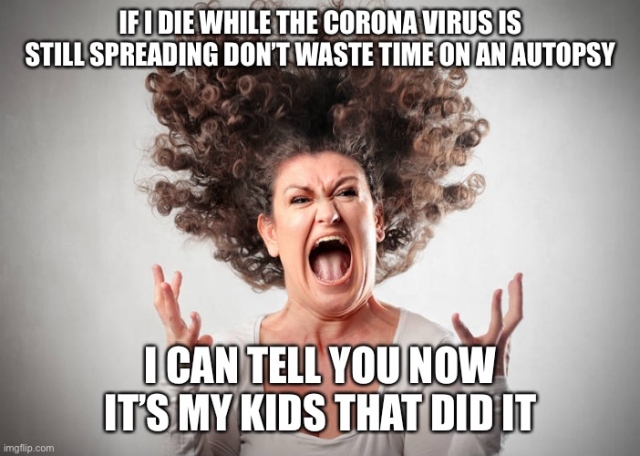 IF I DIE WHILE THE CORONA VIRUS IS
STILL SPREADING DON'T WASTE TIME ON AN AUTOPSY
I CAN TELL YOU NOW
IT'S MY KIDS THAT DID IT
imgflip.com